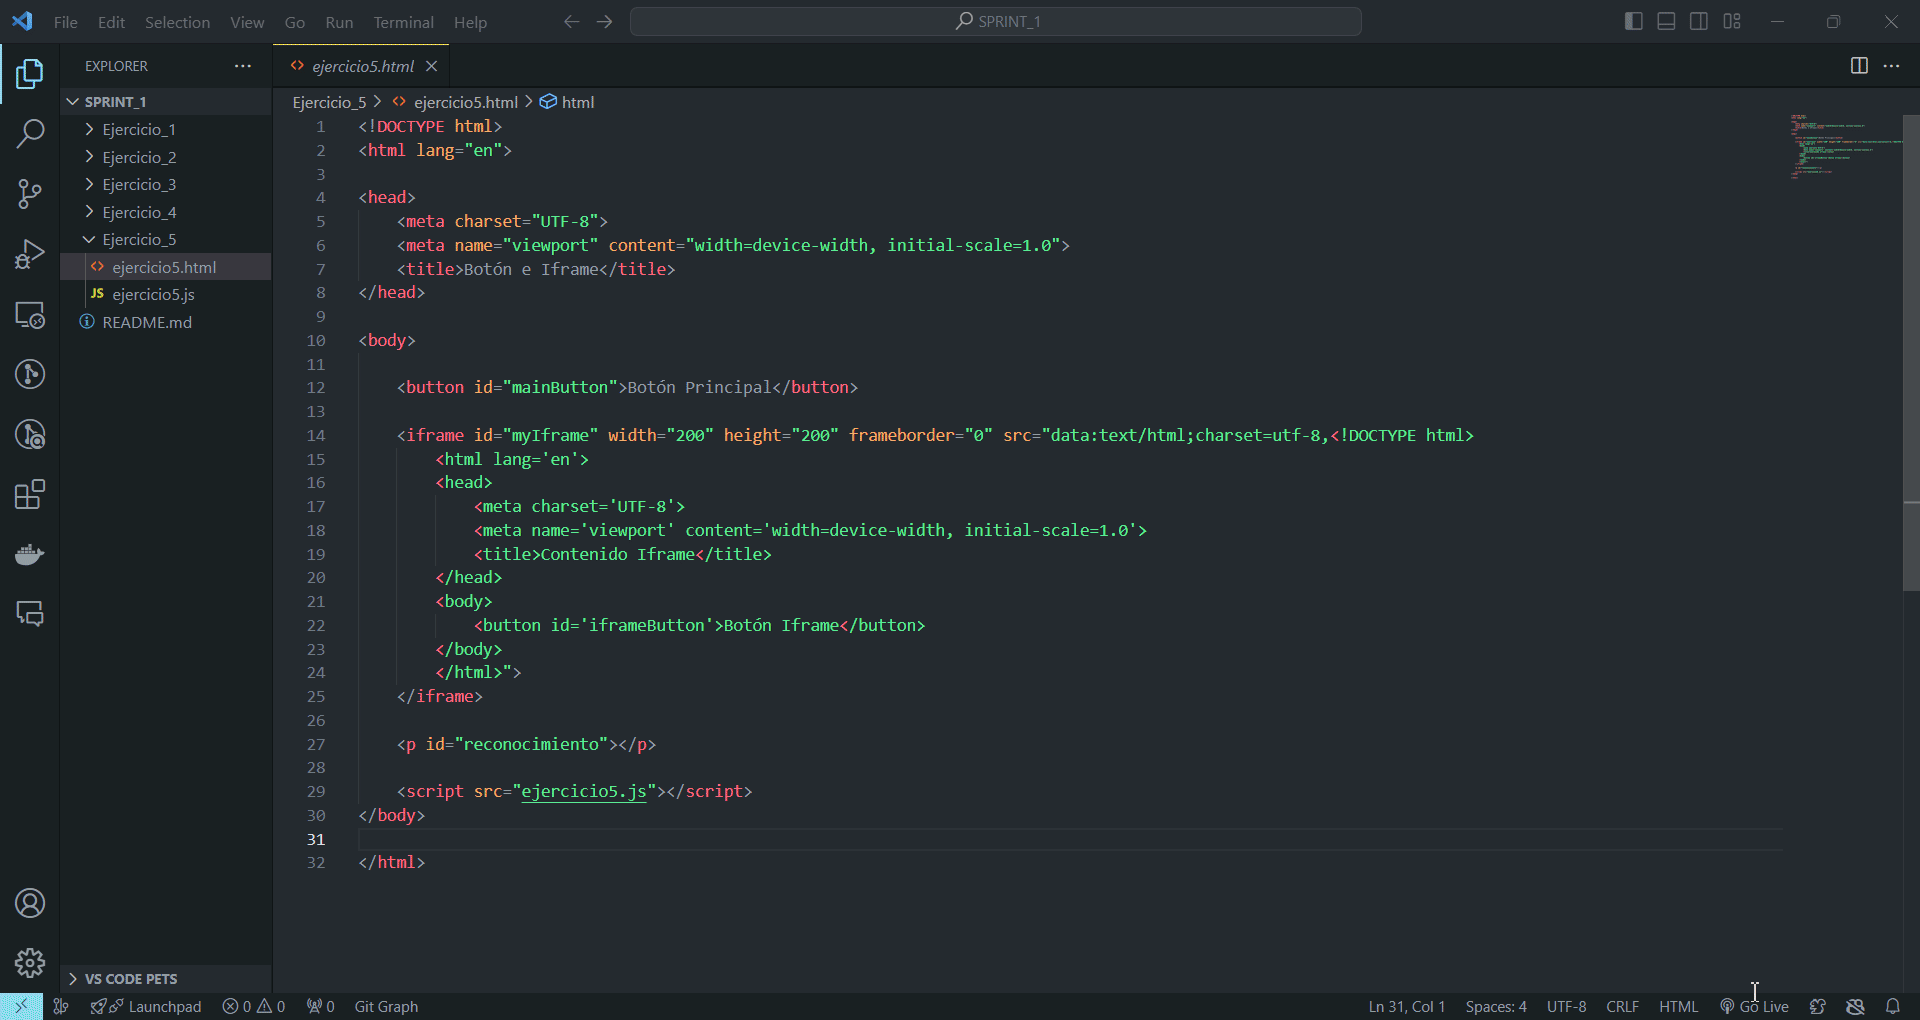 File Edit Selection View Go Run Terminal Help
SPRINT_1
EXPLORER
ejercicio5.html
SPRINT_1
Ejercicio_1
Ejercicio_2
Ejercicio_3
Ejercicio_4
Ejercicio_5
ejercicio5.html
JS ejercicio5.js
README.md
VS CODE PETS
Ejercicio_5 > ejercicio5.html > html
1 <!DOCTYPE html>
2 <html lang="en">
3
4 <head>
5 <meta charset="UTF-8">
6 <meta name="viewport" content="width=device-width, initial-scale=1.0">
7 <title>Botón e Iframe</title>
8 </head>
9
10 <body>
11
12 <button id="mainButton">Botón Principal</button>
13
14 <iframe id="myIframe" width="200" height="200" frameborder="0" src="data:text/html;charset=utf-8,<!DOCTYPE html>
15 <html lang='en'>
16 <head>
17 <meta charset='UTF-8'>
18 <meta name='viewport' content='width=device-width, initial-scale=1.0'>
19 <title>Contenido Iframe</title>
20 </head>
21 <body>
22 <button id='iframeButton'>Botón Iframe</button>
23 </body>
24 </html>">
25 </iframe>
26
27 <p id="reconocimiento"></p>
28
29 <script src="ejercicio5.js"></script>
30 </body>
31
32 </html>
Launchpad 0 0 0 Git Graph Ln 31, Col 1 Spaces: 4 UTF-8 CRLF HTML Go Live